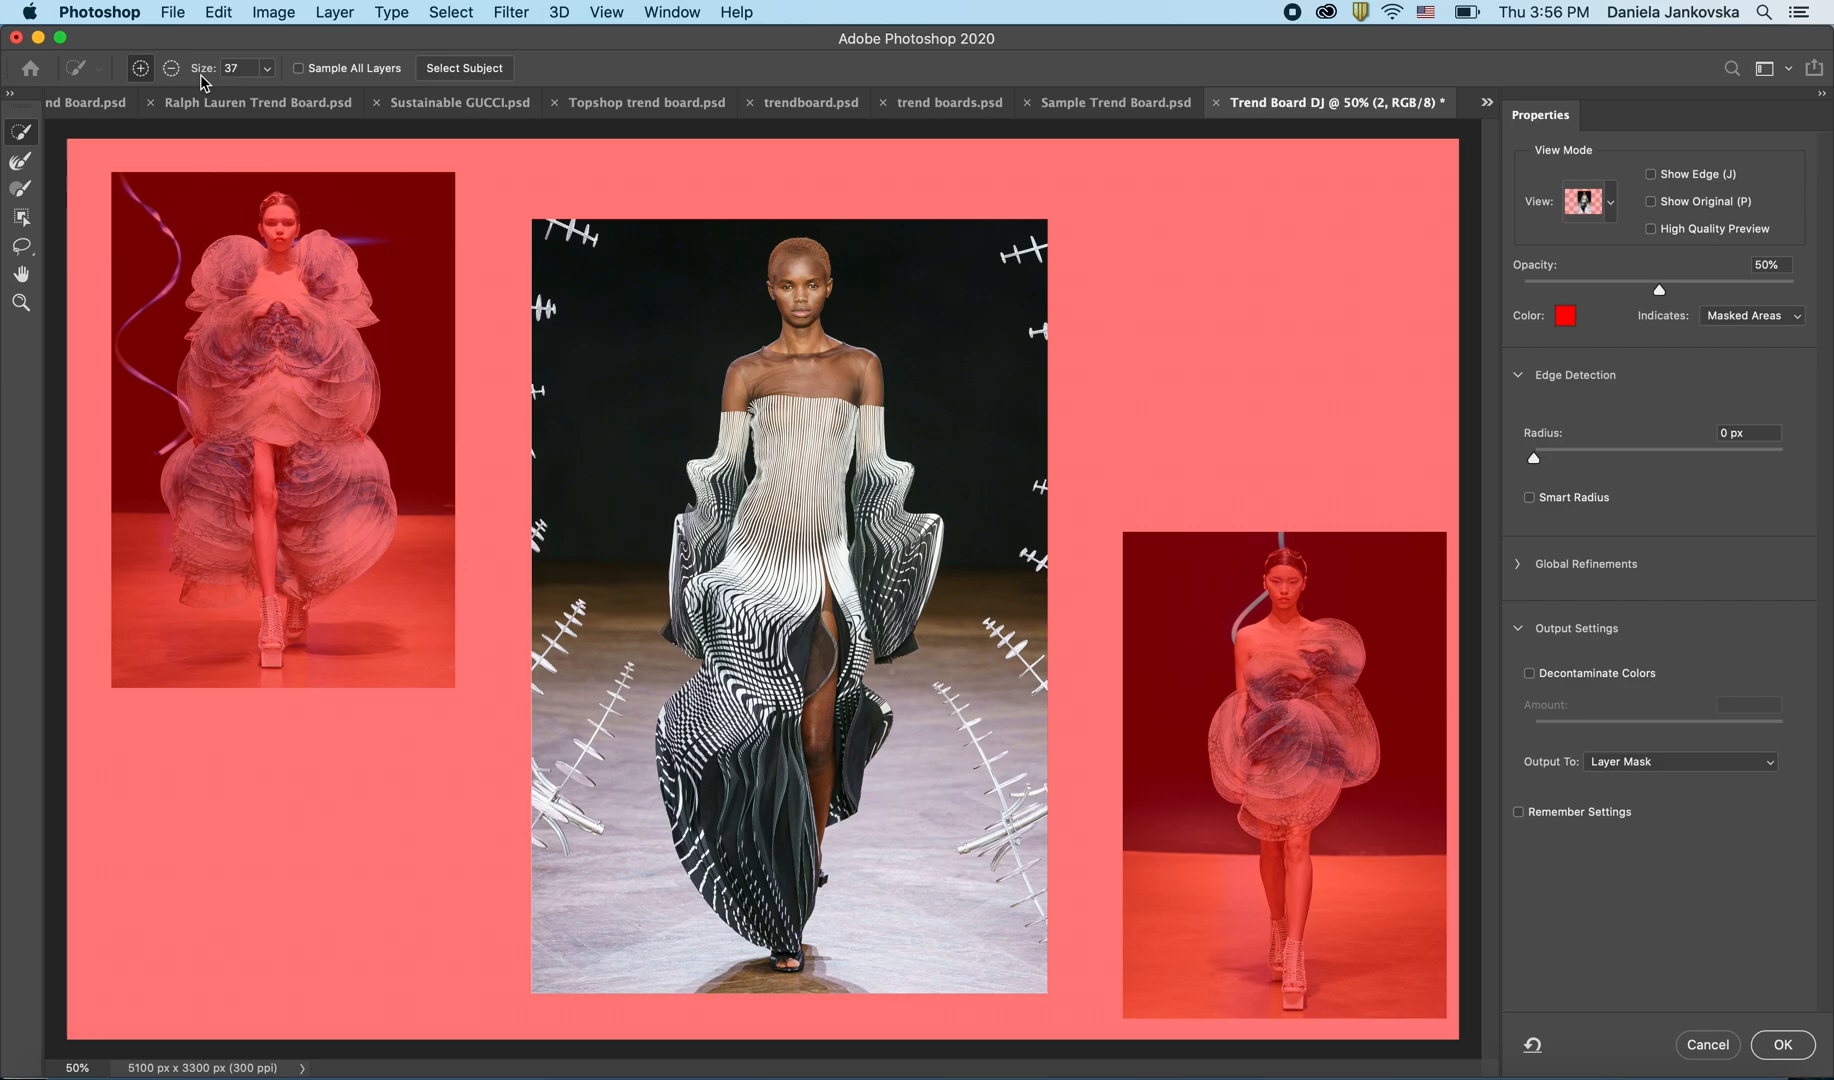 Photoshop File Edit Image Layer Type Select Filter 3D View Window Help Thu 3:56 PM Daniela Jankovska
Adobe Photoshop 2020
Size: 37 Sample All Layers Select Subject
nd Board.psd × Ralph Lauren Trend Board.psd × Sustainable GUCCI.psd × Topshop trend board.psd × trendboard.psd × trend boards.psd × Sample Trend Board.psd × Trend Board DJ @ 50% (2, RGB/8) *
Properties
View Mode
Show Edge (J)
View: Show Original (P)
High Quality Preview
Opacity: 50%
Color: Indicates: Masked Areas
Edge Detection
Radius: 0 px
Smart Radius
Global Refinements
Output Settings
Decontaminate Colors
Amount:
Output To: Layer Mask
Remember Settings
Cancel OK
50% 5100 px x 3300 px (300 ppi)